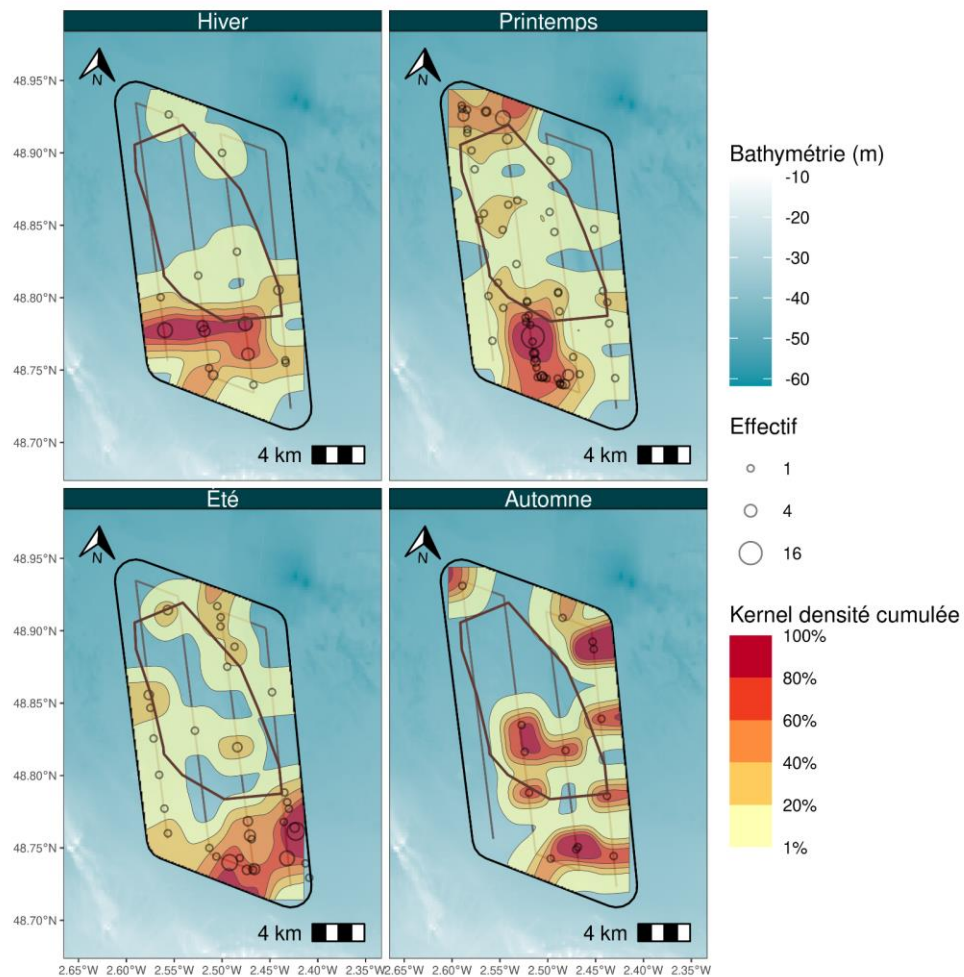 Hiver
Printemps
48.95°N
48.90°N
48.85°N
48.80°N
48.75°N
48.70°N
N
4 km
N
4 km
Été
Automne
48.95°N
48.90°N
48.85°N
48.80°N
48.75°N
48.70°N
N
4 km
N
4 km
2.65°W 2.60°W 2.55°W 2.50°W 2.45°W 2.40°W 2.35°W
2.65°W 2.60°W 2.55°W 2.50°W 2.45°W 2.40°W 2.35°W
Bathymétrie (m)
-10
-20
-30
-40
-50
-60
Effectif
1
4
16
Kernel densité cumulée
100%
80%
60%
40%
20%
1%